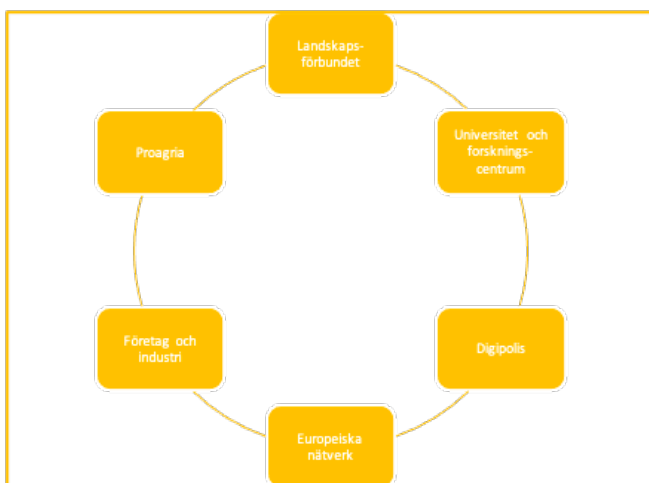 Landskaps-
förbundet
Universitet och
forsknings-
centrum
Digipolis
Europeiska
nätverk
Företag och
industri
Proagria